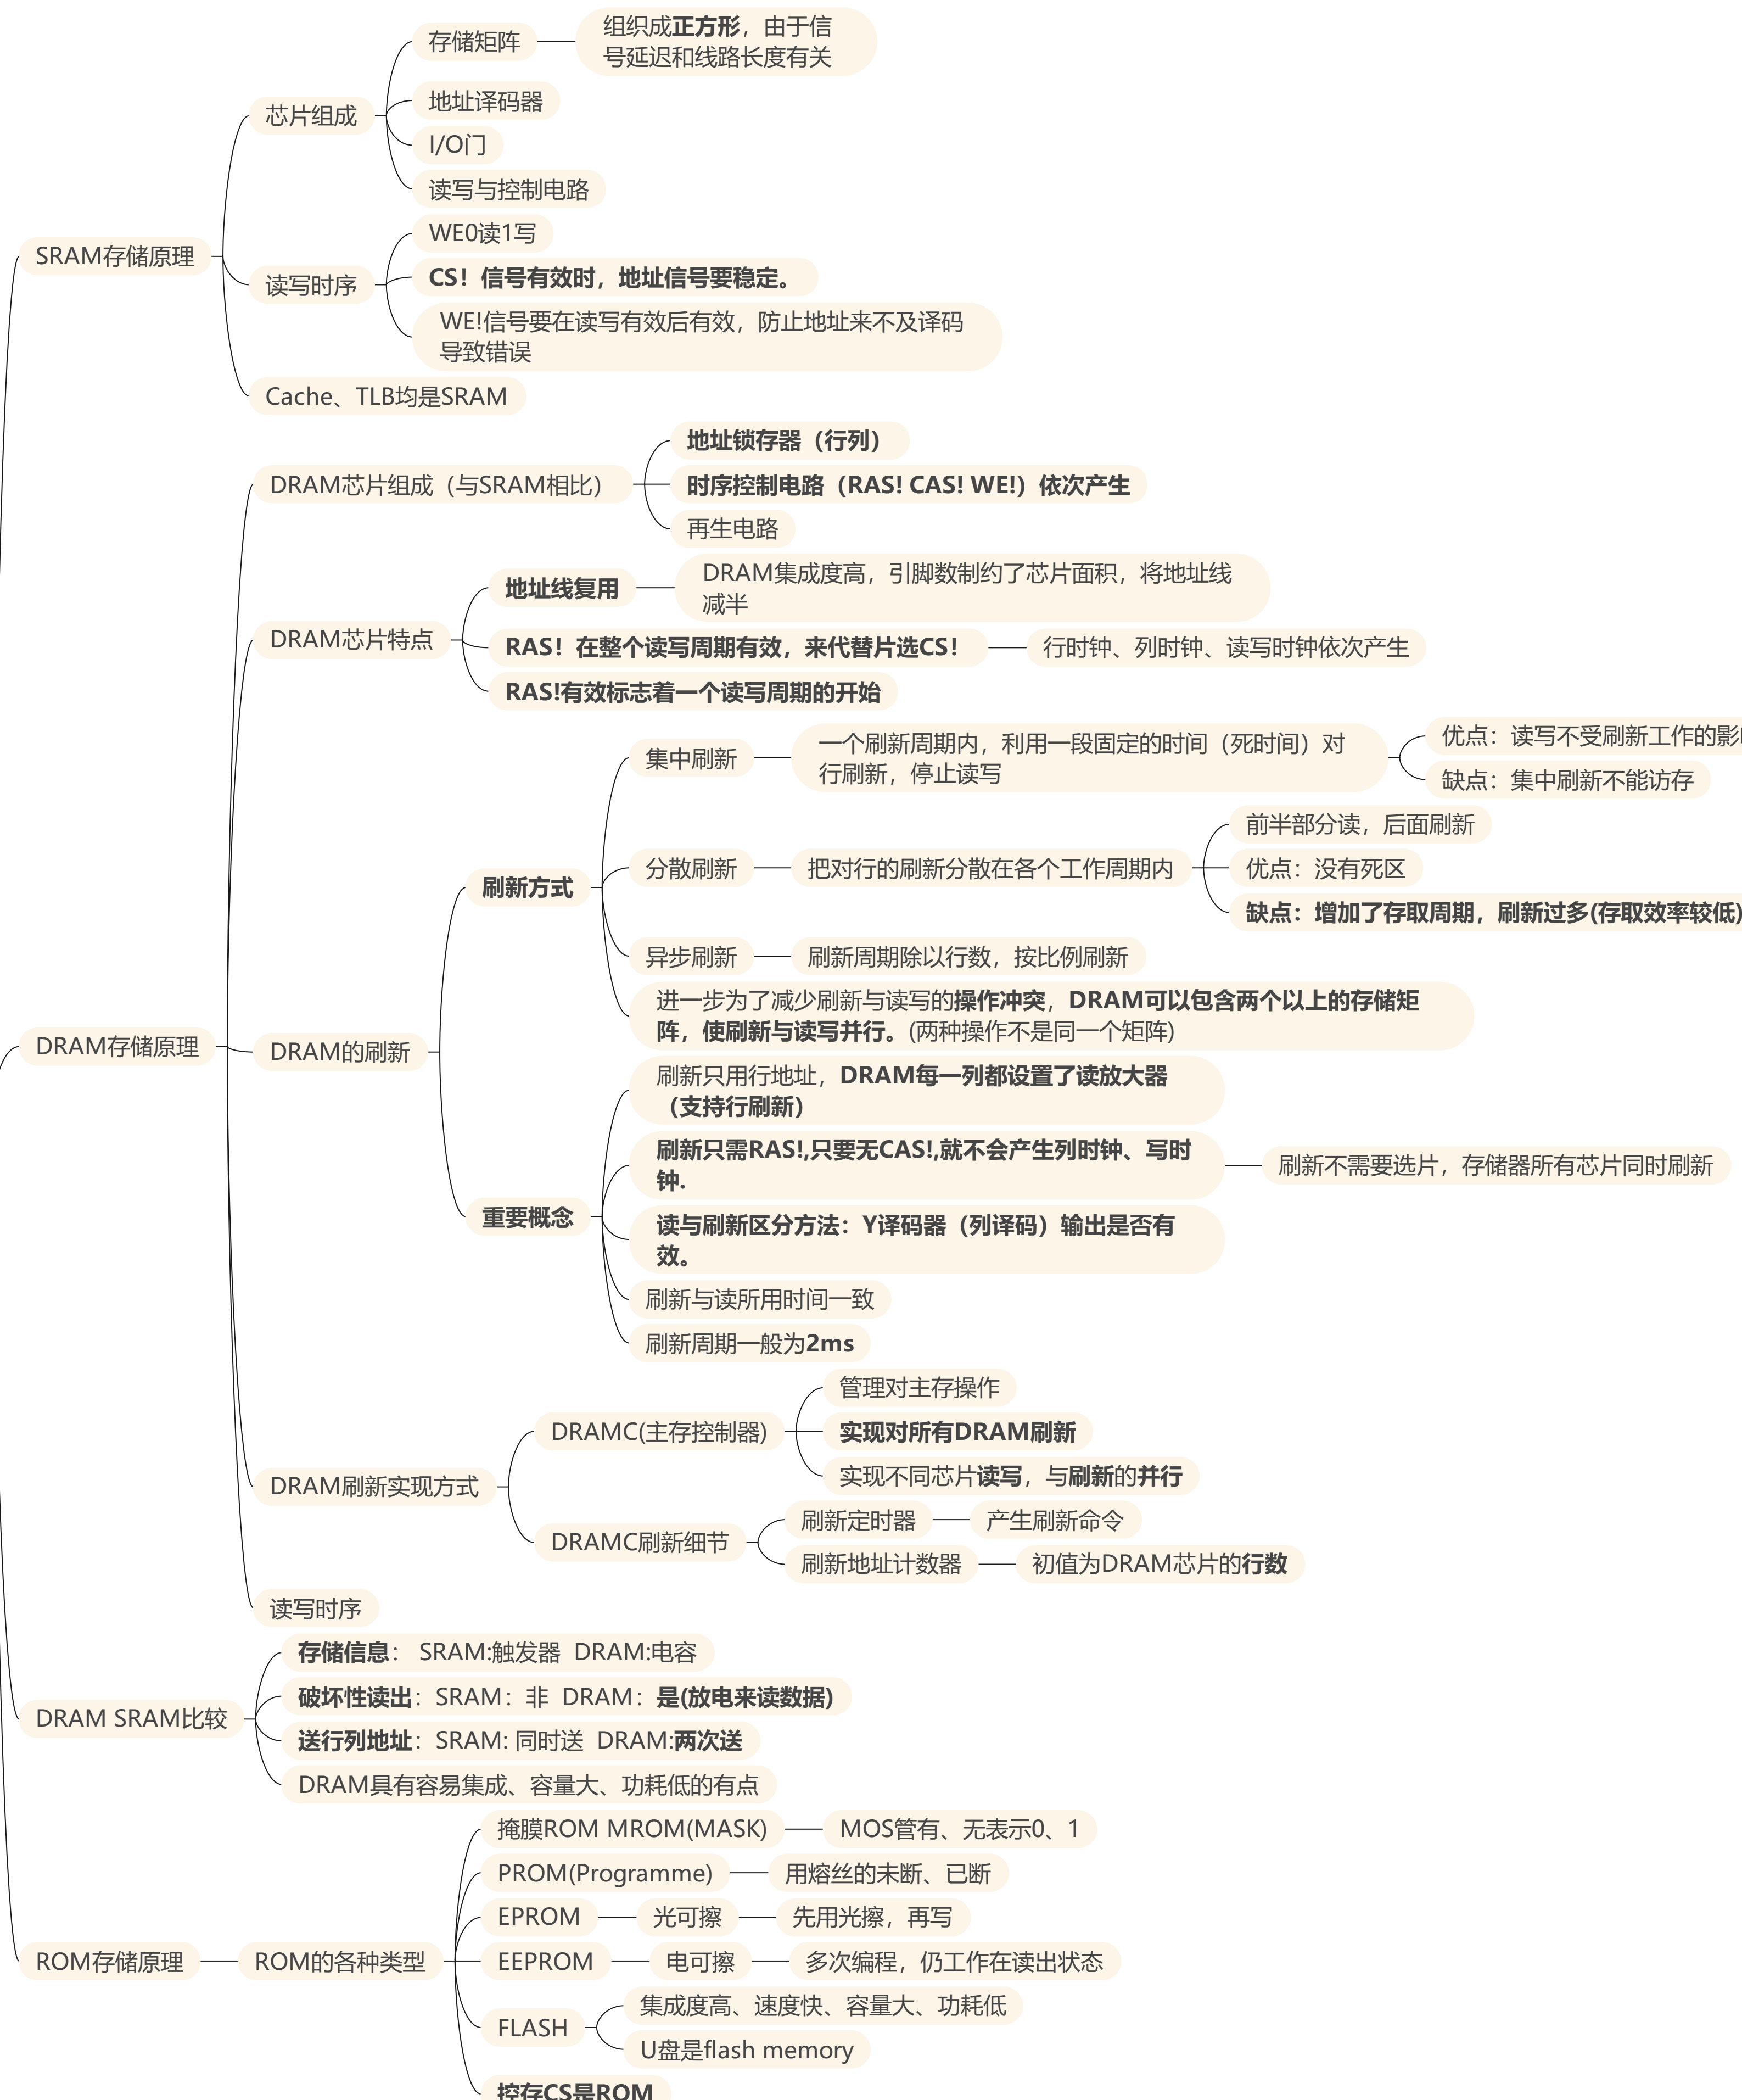 SRAM存储原理
芯片组成
存储矩阵
组织成正方形，由于信
号延迟和线路长度有关
地址译码器
I/O门
读写与控制电路
读写时序
WE0读1写
CS！信号有效时，地址信号要稳定。
WE!信号要在读写有效后有效，防止地址来不及译码
导致错误
Cache、TLB均是SRAM
DRAM存储原理
DRAM芯片组成（与SRAM相比）
地址锁存器（行列）
时序控制电路（RAS! CAS! WE!）依次产生
再生电路
DRAM芯片特点
地址线复用
DRAM集成度高，引脚数制约了芯片面积，将地址线
减半
RAS！在整个读写周期有效，来代替片选CS！
行时钟、列时钟、读写时钟依次产生
RAS!有效标志着一个读写周期的开始
DRAM的刷新
刷新方式
集中刷新
一个刷新周期内，利用一段固定的时间（死时间）对
行刷新，停止读写
优点：读写不受刷新工作的影
缺点：集中刷新不能访存
分散刷新
把对行的刷新分散在各个工作周期内
前半部分读，后面刷新
优点：没有死区
缺点：增加了存取周期，刷新过多(存取效率较低)
异步刷新
刷新周期除以行数，按比例刷新
进一步为了减少刷新与读写的操作冲突，DRAM可以包含两个以上的存储矩
阵，使刷新与读写并行。(两种操作不是同一个矩阵)
重要概念
刷新只用行地址，DRAM每一列都设置了读放大器
（支持行刷新）
刷新只需RAS!,只要无CAS!,就不会产生列时钟、写时
钟.
刷新不需要选片，存储器所有芯片同时刷新
读与刷新区分方法：Y译码器（列译码）输出是否有
效。
刷新与读所用时间一致
刷新周期一般为2ms
DRAM刷新实现方式
DRAMC(主存控制器)
管理对主存操作
实现对所有DRAM刷新
实现不同芯片读写，与刷新的并行
DRAMC刷新细节
刷新定时器
产生刷新命令
刷新地址计数器
初值为DRAM芯片的行数
读写时序
DRAM SRAM比较
存储信息： SRAM:触发器 DRAM:电容
破坏性读出：SRAM：非 DRAM：是(放电来读数据)
送行列地址：SRAM: 同时送 DRAM:两次送
DRAM具有容易集成、容量大、功耗低的有点
ROM存储原理
ROM的各种类型
掩膜ROM MROM(MASK)
MOS管有、无表示0、1
PROM(Programme)
用熔丝的未断、已断
EPROM
光可擦
先用光擦，再写
EEPROM
电可擦
多次编程，仍工作在读出状态
FLASH
集成度高、速度快、容量大、功耗低
U盘是flash memory
控存CS是ROM